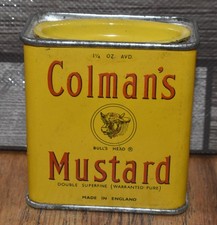 1¼ OZ. AVD
Colman's
BULL'S HEAD ®
Mustard
DOUBLE SUPERFINE (WARRANTED PURE)
MADE IN ENGLAND